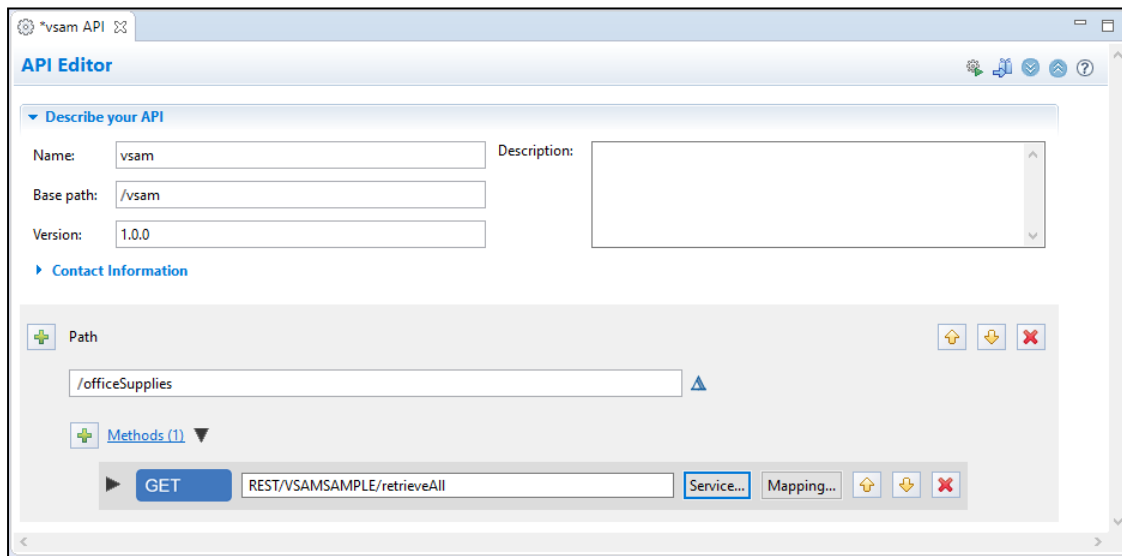 *vsam API
API Editor
Describe your API
Name: vsam
Description:
Base path: /vsam
Version: 1.0.0
Contact Information
Path
/officeSupplies
Methods (1)
GET REST/VSAMSAMPLE/retrieveAll Service... Mapping...